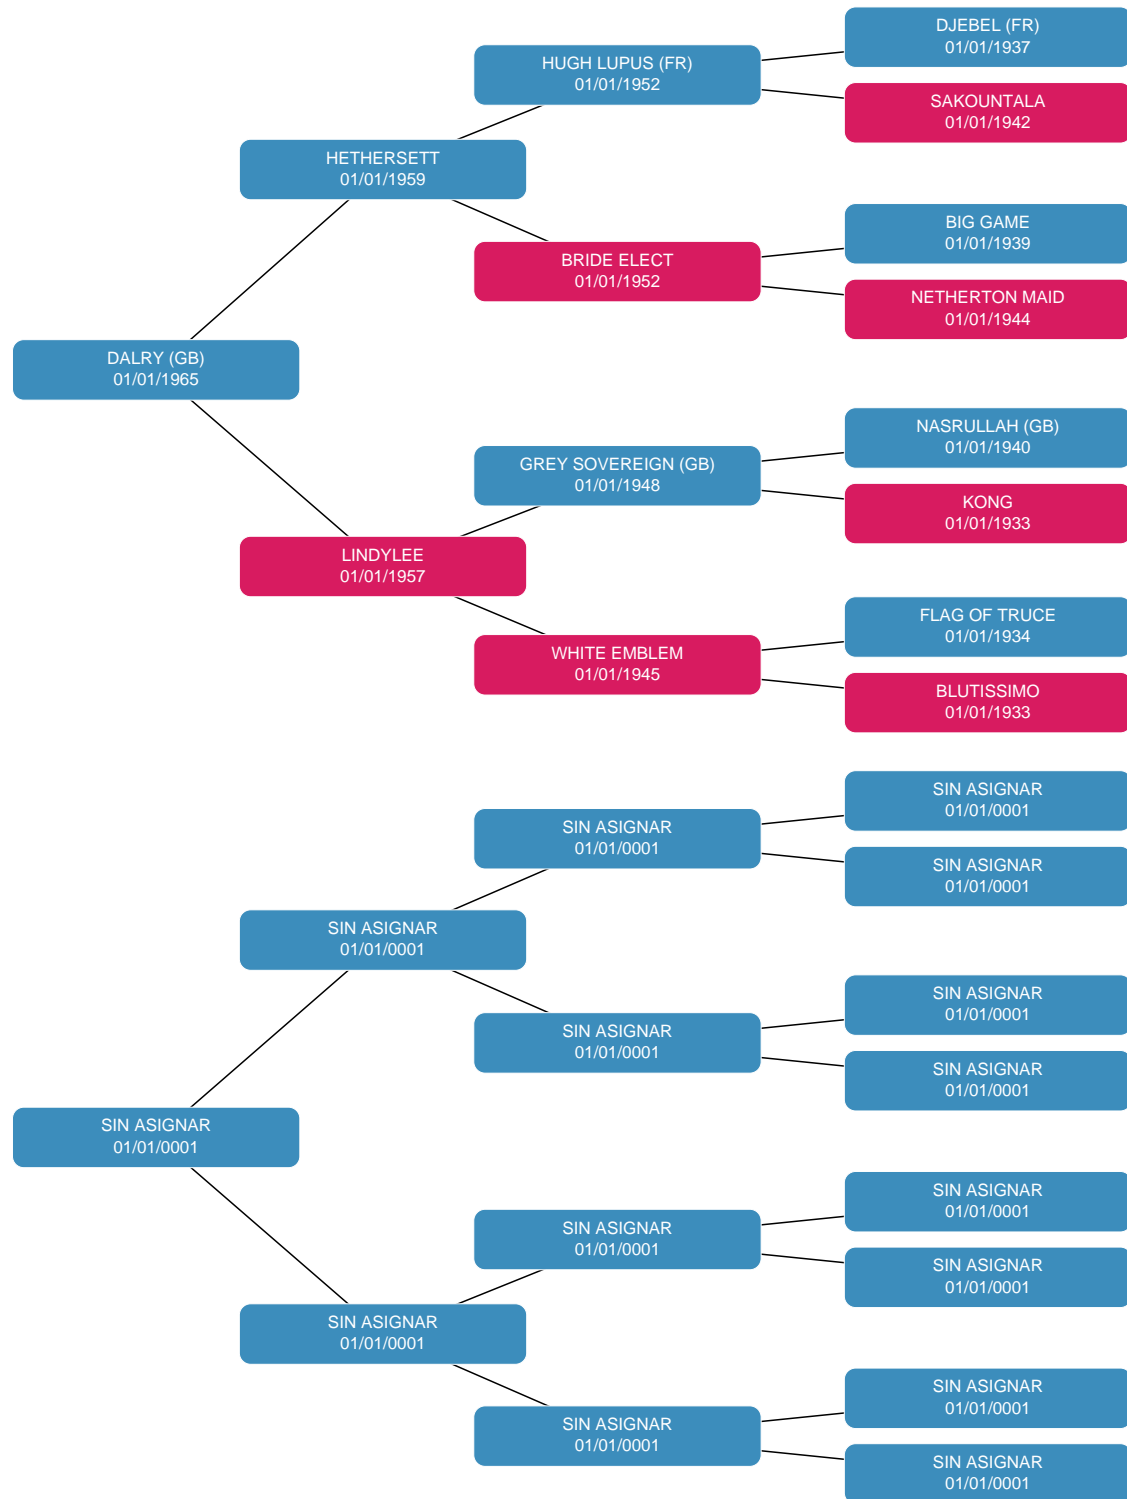 DJEBEL (FR)
01/01/1937
HUGH LUPUS (FR)
01/01/1952
SAKOUNTALA
01/01/1942
HETHERSETT
01/01/1959
BIG GAME
01/01/1939
BRIDE ELECT
01/01/1952
NETHERTON MAID
01/01/1944
DALRY (GB)
01/01/1965
NASRULLAH (GB)
01/01/1940
GREY SOVEREIGN (GB)
01/01/1948
KONG
01/01/1933
LINDYLEE
01/01/1957
FLAG OF TRUCE
01/01/1934
WHITE EMBLEM
01/01/1945
BLUTISSIMO
01/01/1933
SIN ASIGNAR
01/01/0001
SIN ASIGNAR
01/01/0001
SIN ASIGNAR
01/01/0001
SIN ASIGNAR
01/01/0001
SIN ASIGNAR
01/01/0001
SIN ASIGNAR
01/01/0001
SIN ASIGNAR
01/01/0001
SIN ASIGNAR
01/01/0001
SIN ASIGNAR
01/01/0001
SIN ASIGNAR
01/01/0001
SIN ASIGNAR
01/01/0001
SIN ASIGNAR
01/01/0001
SIN ASIGNAR
01/01/0001
SIN ASIGNAR
01/01/0001
SIN ASIGNAR
01/01/0001